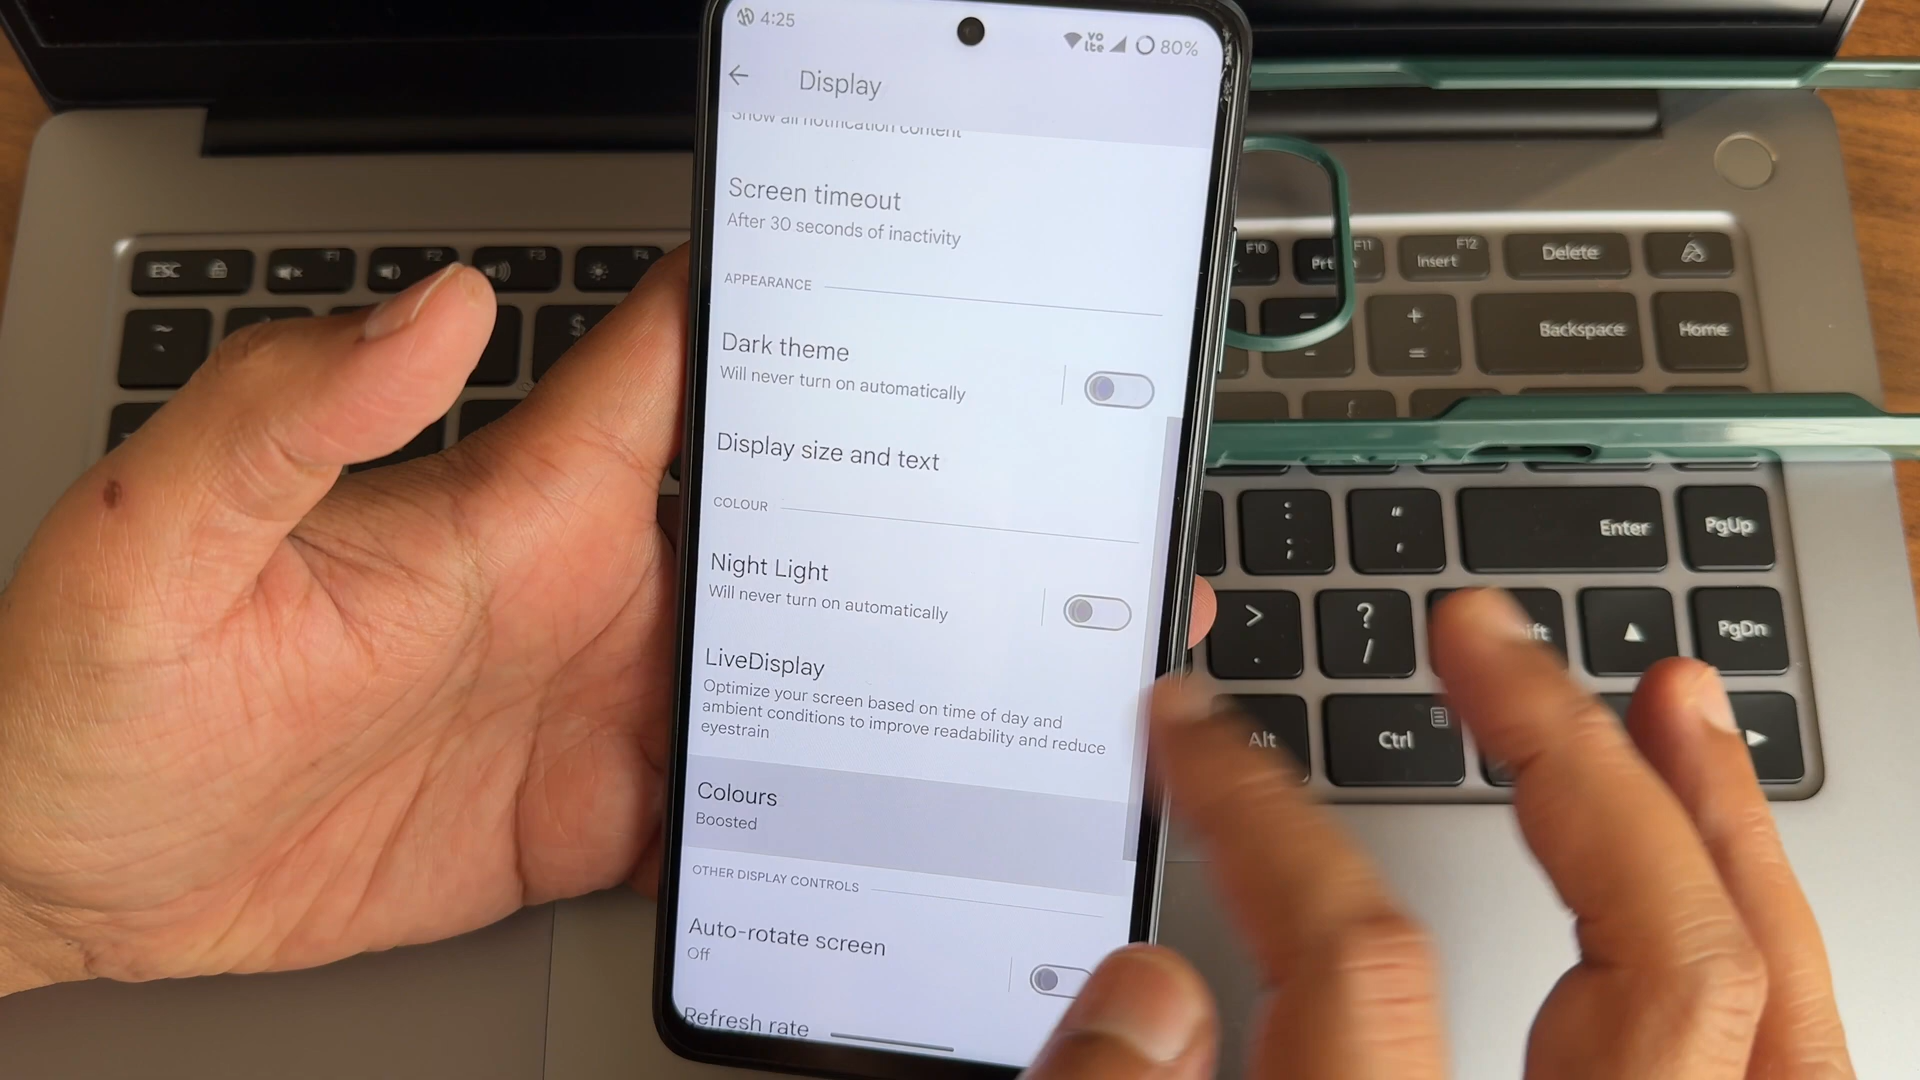 4:25
Vo
lte
80%
Display
Show all notification content
Screen timeout
After 30 seconds of inactivity
APPEARANCE
Dark theme
Will never turn on automatically
Display size and text
COLOUR
Night Light
Will never turn on automatically
LiveDisplay
Optimize your screen based on time of day and
ambient conditions to improve readability and reduce
eyestrain
Colours
Boosted
OTHER DISPLAY CONTROLS
Auto-rotate screen
Off
Refresh rate
ESC
F1
F2
F3
F4
F10
F11
F12
Prt
Insert
Delete
~
$
+
=
Backspace
Home
:
;
"
'
Enter
PgUp
>
.
?
/
ift
▲
PgDn
Alt
Ctrl
►